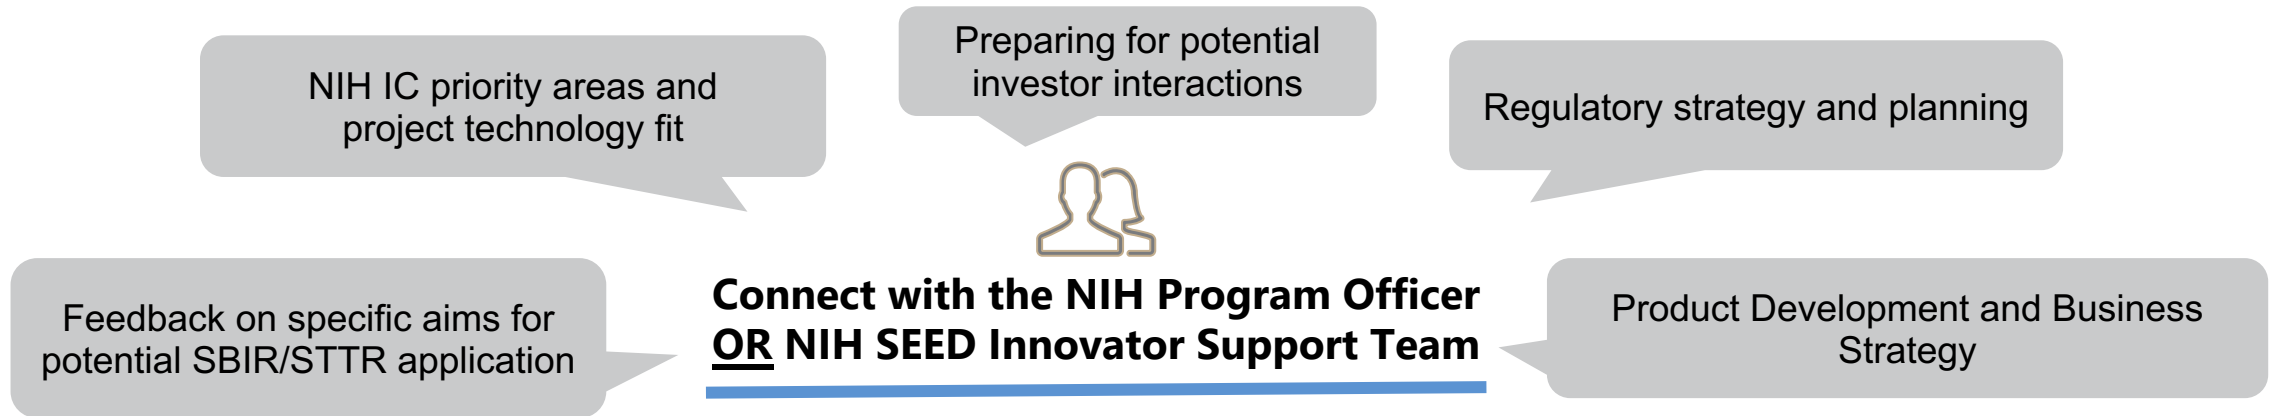 Preparing for potential
investor interactions
NIH IC priority areas and
project technology fit
Regulatory strategy and planning
Feedback on specific aims for
potential SBIR/STTR application
Connect with the NIH Program Officer
OR NIH SEED Innovator Support Team
Product Development and Business
Strategy